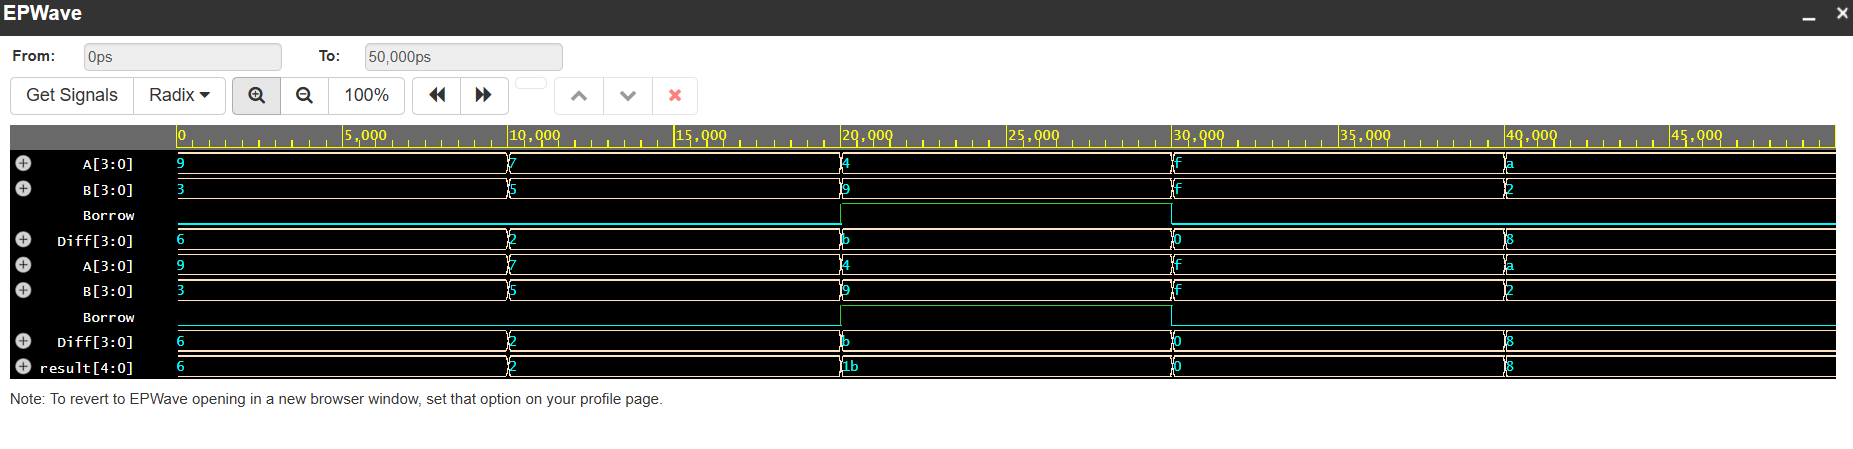 EPWave
From: 0ps To: 50,000ps
Get Signals Radix 100%
0 5,000 10,000 15,000 20,000 25,000 30,000 35,000 40,000 45,000
A[3:0] 9 7 4 f a
B[3:0] 3 5 9 f 2
Borrow
Diff[3:0] 6 2 b 0 8
A[3:0] 9 7 4 f a
B[3:0] 3 5 9 f 2
Borrow
Diff[3:0] 6 2 b 0 8
result[4:0] 6 2 1b 0 8
Note: To revert to EPWave opening in a new browser window, set that option on your profile page.